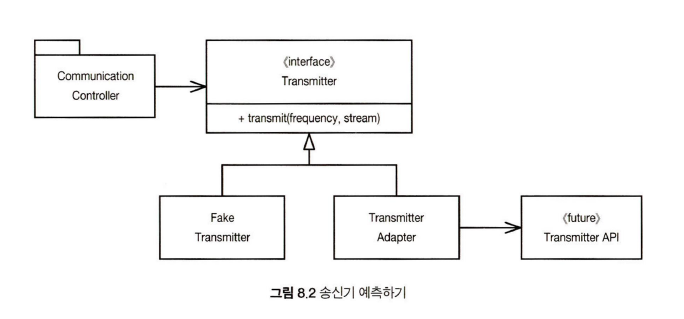 Communication
Controller
《interface》
Transmitter
+ transmit(frequency, stream)
Fake
Transmitter
Transmitter
Adapter
《future》
Transmitter API
그림 8.2 송신기 예측하기